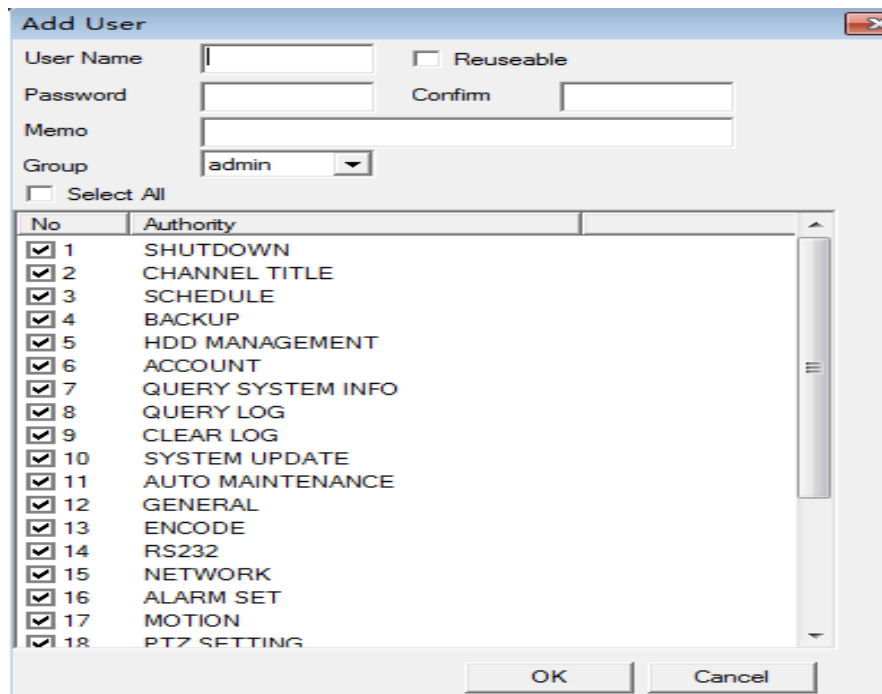 Add User
User Name
Reuseable
Password
Confirm
Memo
Group
admin
Select All
No Authority
1 SHUTDOWN
2 CHANNEL TITLE
3 SCHEDULE
4 BACKUP
5 HDD MANAGEMENT
6 ACCOUNT
7 QUERY SYSTEM INFO
8 QUERY LOG
9 CLEAR LOG
10 SYSTEM UPDATE
11 AUTO MAINTENANCE
12 GENERAL
13 ENCODE
14 RS232
15 NETWORK
16 ALARM SET
17 MOTION
18 PTZ SETTING
OK Cancel